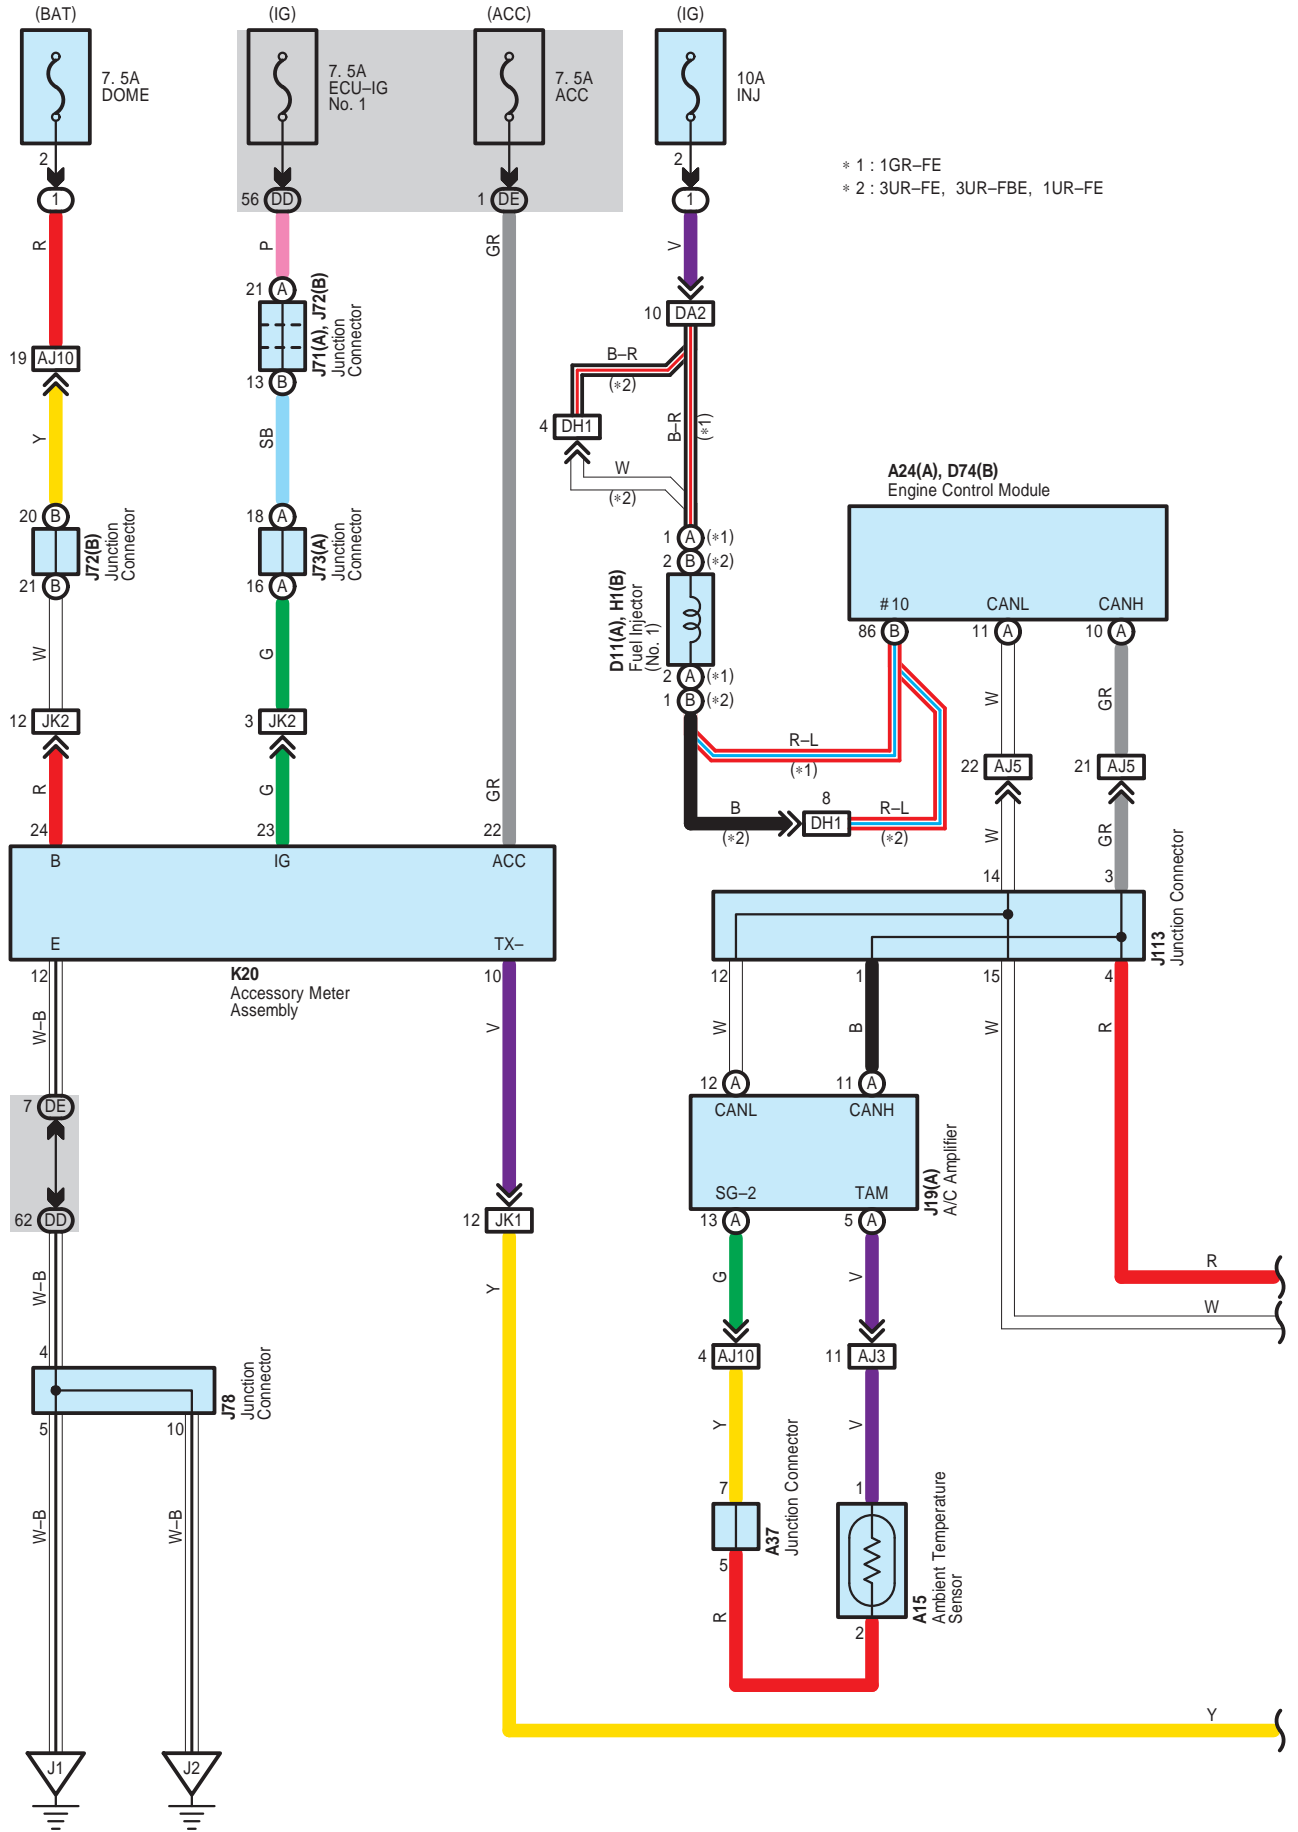 (BAT)
(IG)
(ACC)
(IG)
7. 5A
DOME
7. 5A
ECU–IG
No. 1
7. 5A
ACC
10A
INJ
2
2
1
56 DD
1 DE
1
* 1 : 1GR–FE
* 2 : 3UR–FE, 3UR–FBE, 1UR–FE
R
P
GR
V
21 A
J71(A), J72(B)
Junction
Connector
13 B
10 DA2
19 AJ10
B–R
(*2)
B–R
(*1)
4 DH1
Y
SB
W
(*2)
20 B
J72(B)
Junction
Connector
21 B
18 A
J73(A)
Junction
Connector
16 A
1 A (*1)
2 B (*2)
D11(A), H1(B)
Fuel Injector
(No. 1)
2 A (*1)
1 B (*2)
A24(A), D74(B)
Engine Control Module
#10
CANL
CANH
86 B
11 A
10 A
W
G
W
GR
12 JK2
3 JK2
R–L
(*1)
22 AJ5
21 AJ5
R
G
GR
B
(*2)
8
DH1
R–L
(*2)
W
GR
24
23
22
B
IG
ACC
E
TX–
12
K20
Accessory Meter
Assembly
10
14
3
J113
Junction Connector
12
1
15
4
W–B
V
W
B
W
R
7 DE
62 DD
12 A
11 A
CANL
CANH
SG–2
TAM
J19(A)
A/C Amplifier
13 A
5 A
12 JK1
W–B
Y
G
V
R
W
4
J78
Junction
Connector
5
10
4 AJ10
11 AJ3
Y
V
7
A37
Junction Connector
5
1
A15
Ambient Temperature
Sensor
2
W–B
W–B
R
Y
J1
J2